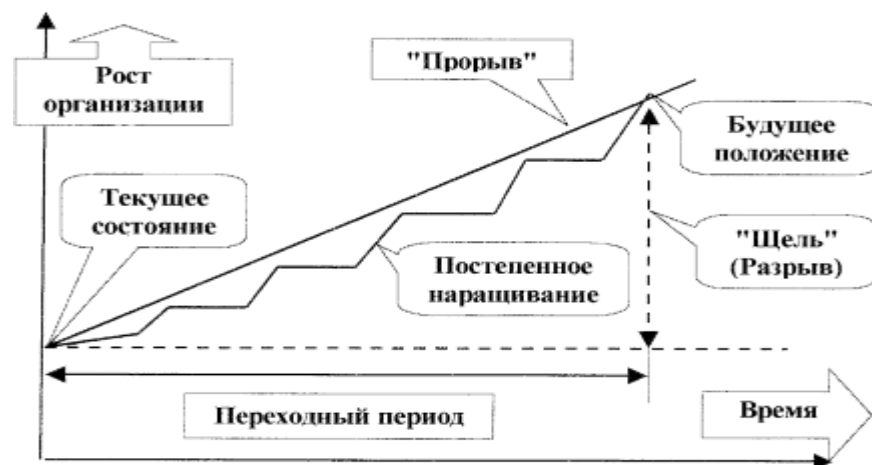 Рост
организации
"Прорыв"
Будущее
положение
Текущее
состояние
"Щель"
(Разрыв)
Постепенное
наращивание
Переходный период
Время